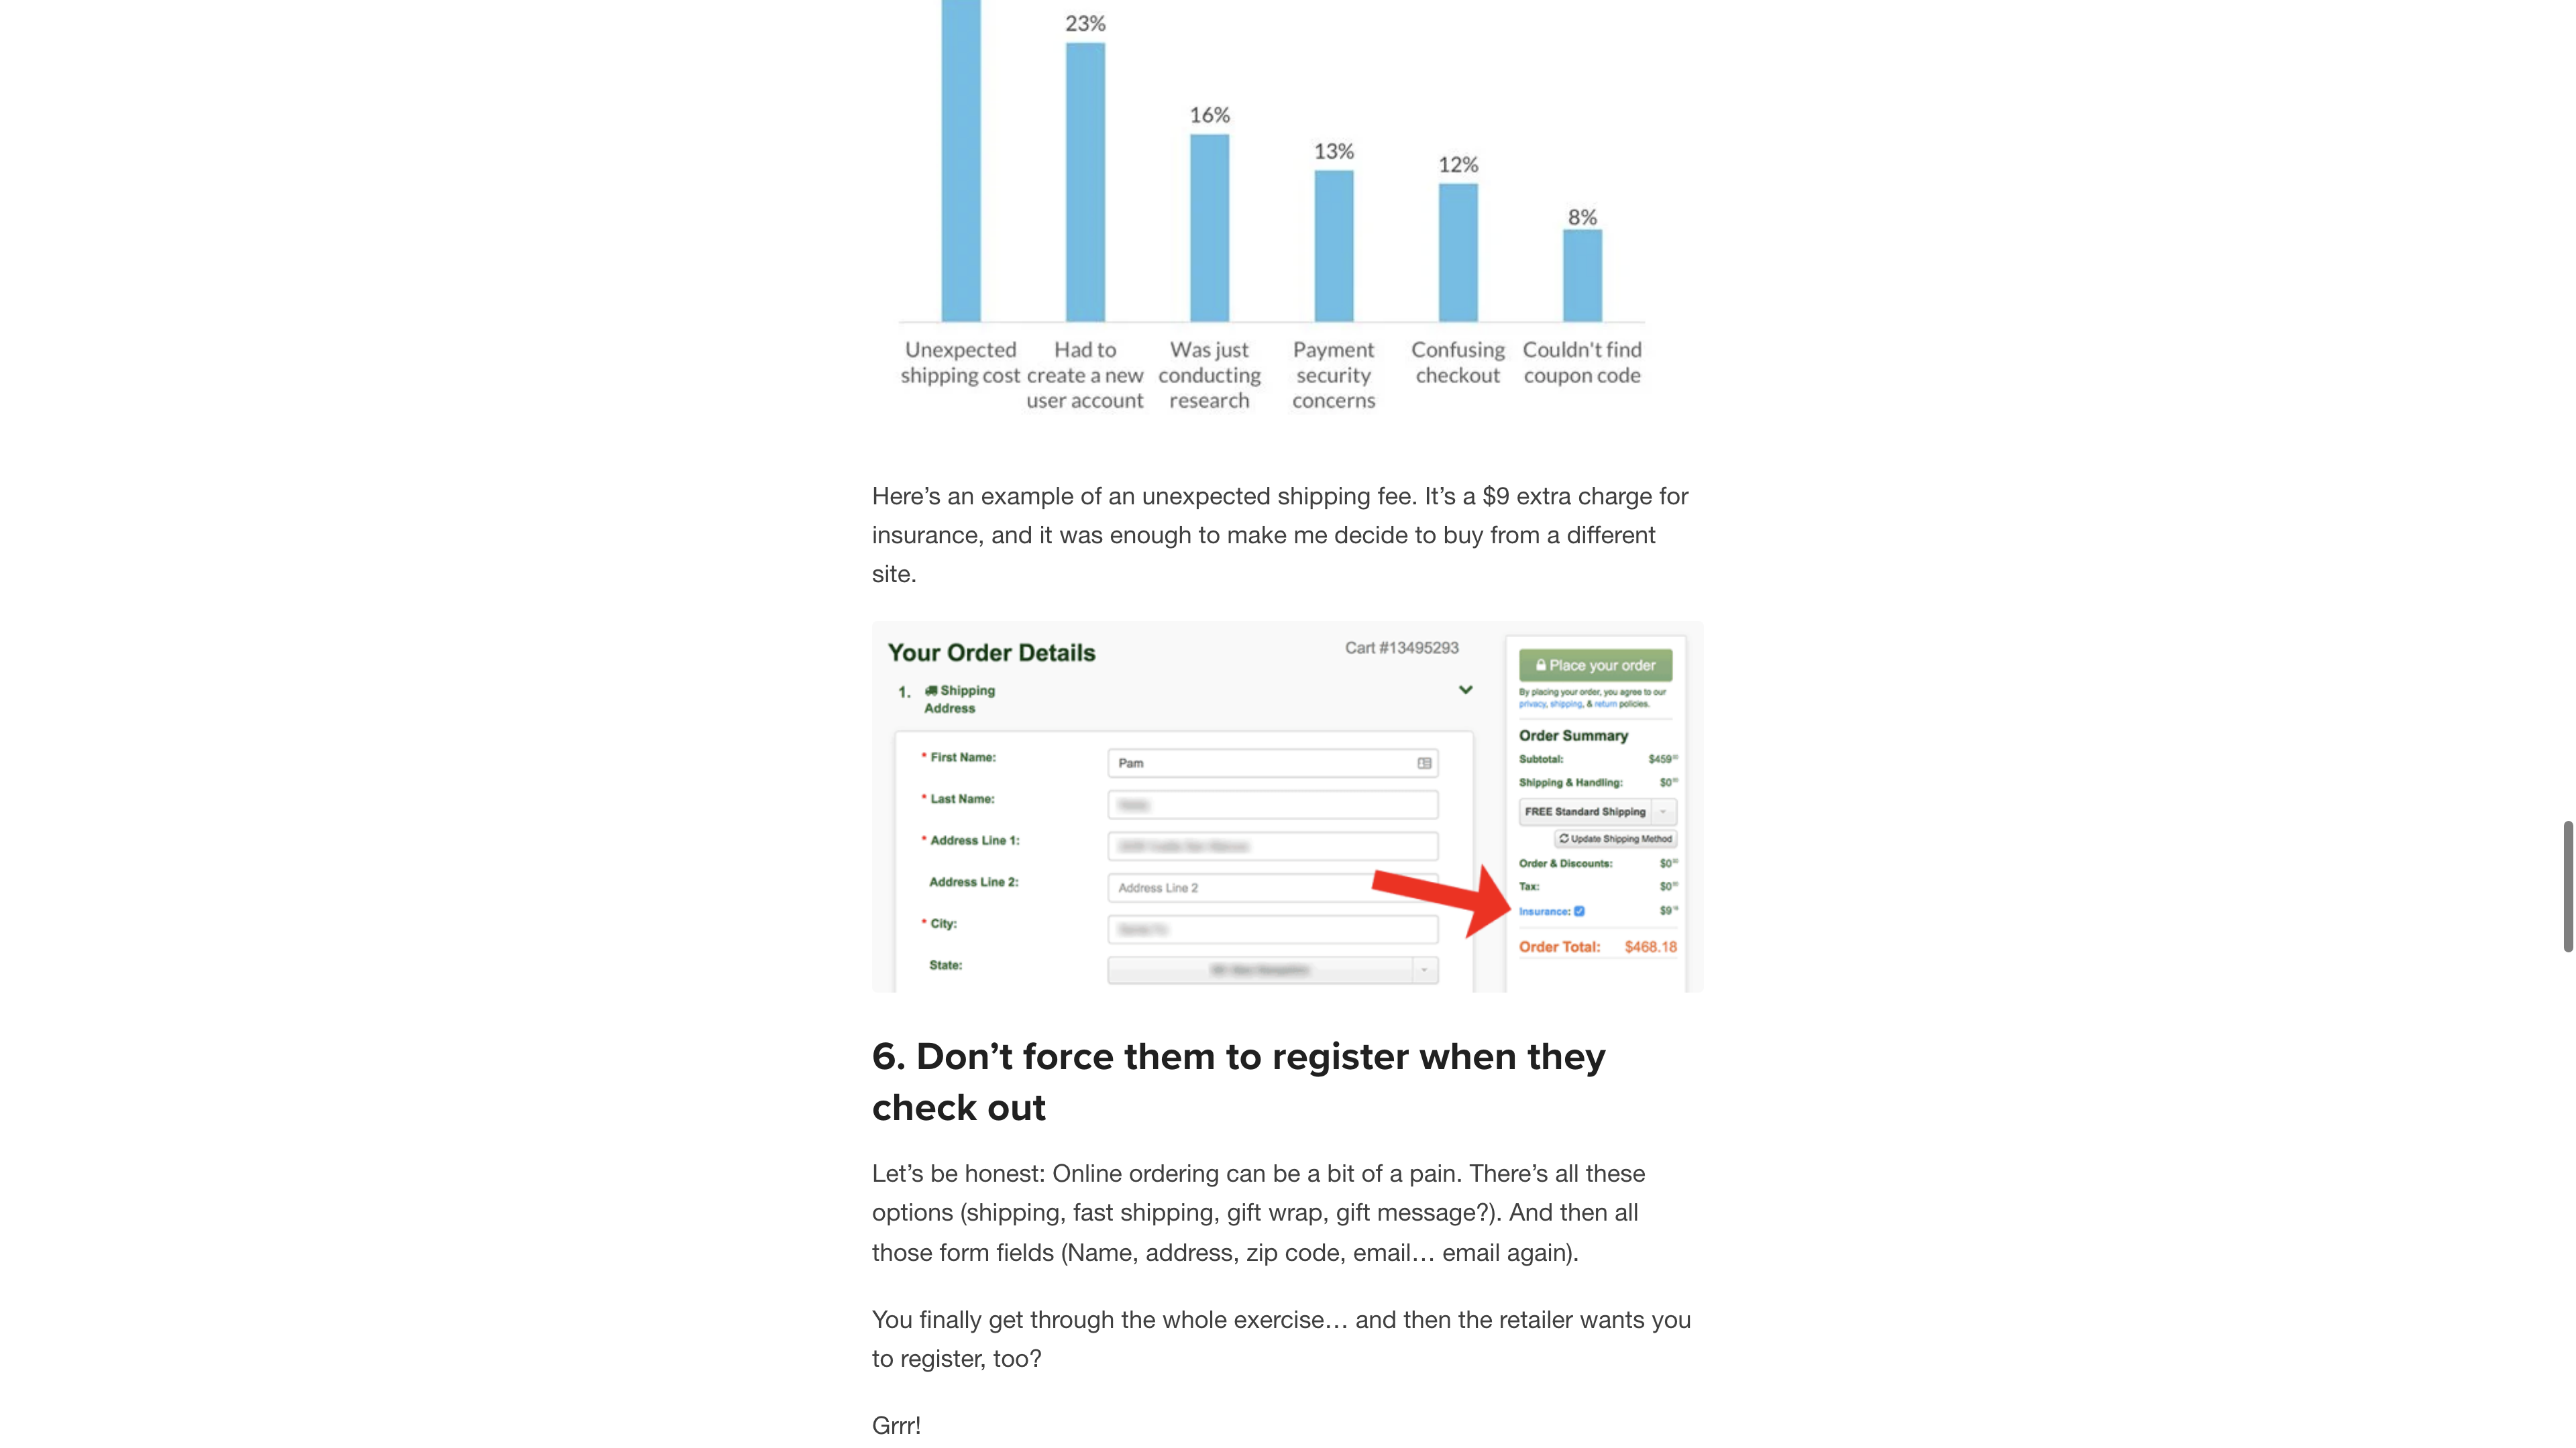 23%
16%
13%
12%
8%
Unexpected shipping cost
Had to create a new user account
Was just conducting research
Payment security concerns
Confusing checkout
Couldn't find coupon code
Here’s an example of an unexpected shipping fee. It’s a $9 extra charge for
insurance, and it was enough to make me decide to buy from a different
site.
Your Order Details
Cart #13495293
1. Shipping
Address
* First Name:
Pam
* Last Name:
* Address Line 1:
Address Line 2:
Address Line 2
* City:
State:
Place your order
By placing your order, you agree to our
privacy, shipping, & return policies.
Order Summary
Subtotal: $459
Shipping & Handling: $0
FREE Standard Shipping
Update Shipping Method
Order & Discounts: $0
Tax: $0
Insurance: $9
Order Total: $468.18
6. Don’t force them to register when they
check out
Let’s be honest: Online ordering can be a bit of a pain. There’s all these
options (shipping, fast shipping, gift wrap, gift message?). And then all
those form fields (Name, address, zip code, email… email again).
You finally get through the whole exercise… and then the retailer wants you
to register, too?
Grrr!